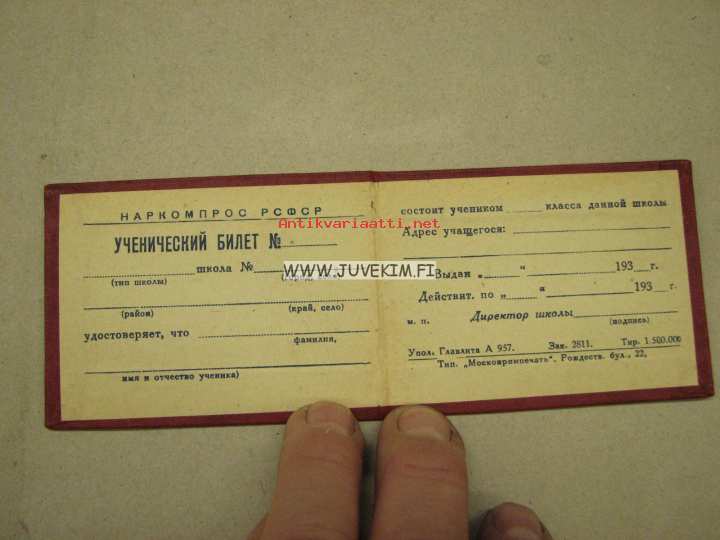 НАРКОМПРОС РСФСР
УЧЕНИЧЕСКИЙ БИЛЕТ №
школа №
(тип школы)
(район) (край, село)
удостоверяет, что
фамилия,
имя и отчество ученика)
состоит учеником класса данной школы
Адрес учащегося:
Выдан „ “ 193 г.
Действит. по „ “ 193 г.
м. п. Директор школы
(подпись)
Упол. Главлита А 957. Зак. 2811. Тир. 1.500.000
Тип. „Москоопринпечать“. Рождеств. бул., 22,
Antikvariaatti.net
WWW.JUVEKIM.FI